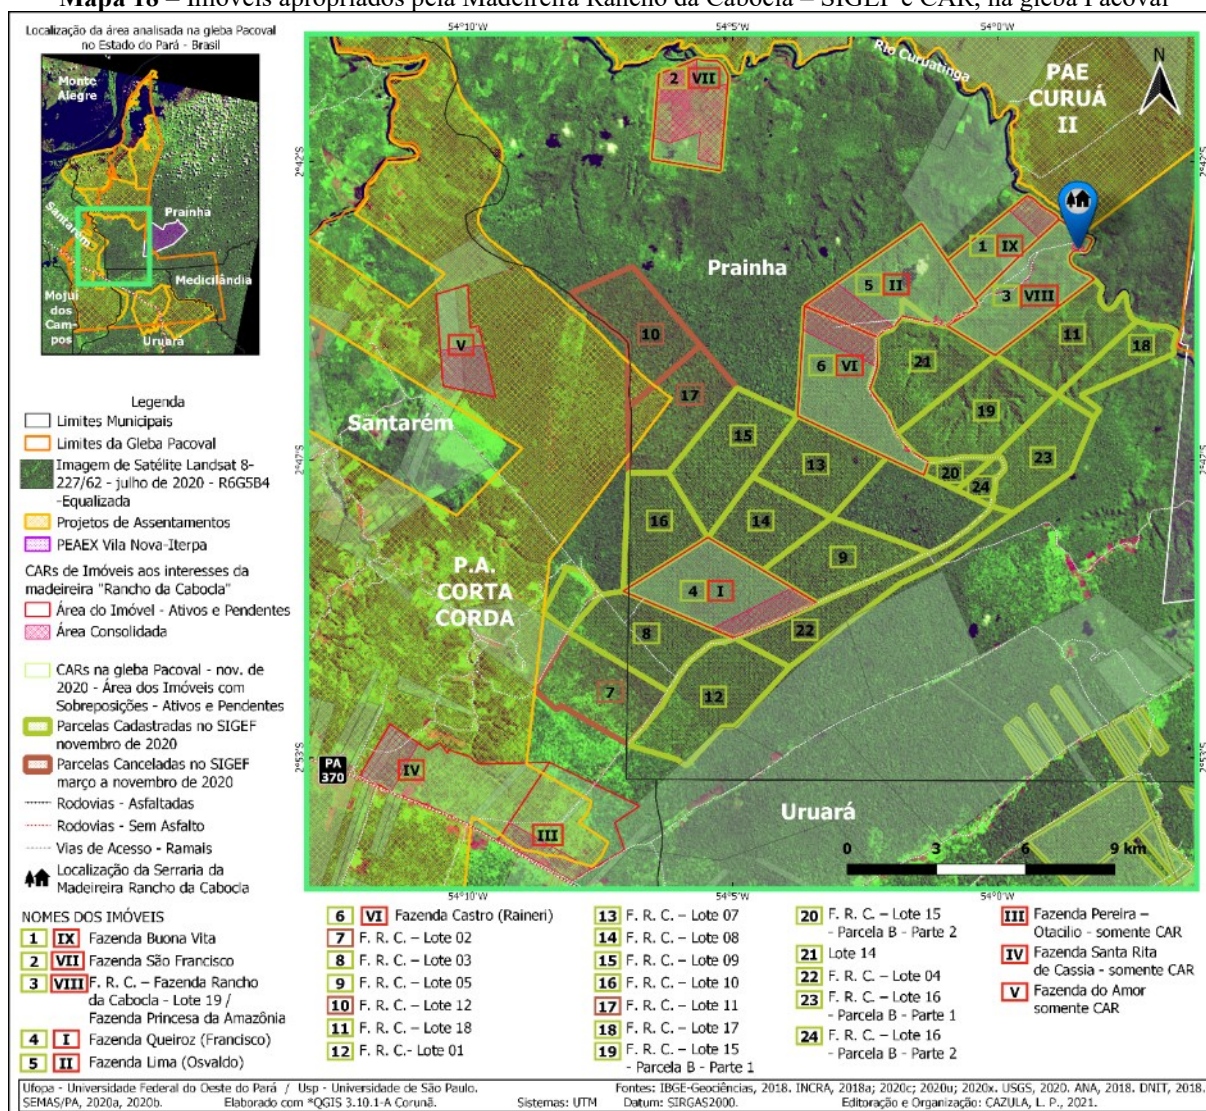 Mapa 18 – Imóveis apropriados pela Madeireira Rancho da Cabocla – SIGEF e CAR, na gleba Pacoval
Localização da área analisada na gleba Pacoval
no Estado do Pará - Brasil
Monte
Alegre
Santarém
Prainha
Medicilândia
Mojuí
dos
Cam-
pos
Uruará
Legenda
Limites Municipais
Limites da Gleba Pacoval
Imagem de Satélite Landsat 8-
227/62 - julho de 2020 - R6G5B4
-Equalizada
Projetos de Assentamentos
PEAEX Vila Nova-Iterpa
CARs de Imóveis aos interesses da
madeireira "Rancho da Cabocla"
Área do Imóvel - Ativos e Pendentes
Área Consolidada
CARs na gleba Pacoval - nov. de
2020 - Área dos Imóveis com
Sobreposições - Ativos e Pendentes
Parcelas Cadastradas no SIGEF
novembro de 2020
Parcelas Canceladas no SIGEF
março a novembro de 2020
Rodovias - Asfaltadas
Rodovias - Sem Asfalto
Vias de Acesso - Ramais
Localização da Serraria da
Madeireira Rancho da Cabocla
54°10'W 54°5'W 54°0'W
2°42'S 2°42'S
2°47'S 2°47'S
2°53'S 2°53'S
54°10'W 54°5'W 54°0'W
Rio Curuatinga
N
PAE
CURUÁ
II
2 VII
1 IX
Prainha
5 II
3 VIII
10
11
18
V
6 VI
21
17
Santarém
19
15
13
23
20
24
16
14
9
P.A.
CORTA
CORDA
4 I
8
22
7
12
PA
370
IV
III
Uruará
0 3 6 9 km
NOMES DOS IMÓVEIS
1 IX Fazenda Buona Vita
2 VII Fazenda São Francisco
3 VIII F. R. C. – Fazenda Rancho
da Cabocla - Lote 19 /
Fazenda Princesa da Amazônia
4 I Fazenda Queiroz (Francisco)
5 II Fazenda Lima (Osvaldo)
6 VI Fazenda Castro (Raineri)
7 F. R. C. – Lote 02
8 F. R. C. – Lote 03
9 F. R. C. – Lote 05
10 F. R. C. – Lote 12
11 F. R. C. – Lote 18
12 F. R. C.- Lote 01
13 F. R. C. – Lote 07
14 F. R. C. – Lote 08
15 F. R. C. – Lote 09
16 F. R. C. – Lote 10
17 F. R. C. – Lote 11
18 F. R. C. – Lote 17
19 F. R. C. – Lote 15
- Parcela B - Parte 1
20 F. R. C. – Lote 15
- Parcela B - Parte 2
21 Lote 14
22 F. R. C. – Lote 04
23 F. R. C. – Lote 16
- Parcela B - Parte 1
24 F. R. C. – Lote 16
- Parcela B - Parte 2
III Fazenda Pereira –
Otacilio - somente CAR
IV Fazenda Santa Rita
de Cassia - somente CAR
V Fazenda do Amor
somente CAR
Ufopa - Universidade Federal do Oeste do Pará / Usp - Universidade de São Paulo. Fontes: IBGE-Geociências, 2018. INCRA, 2018a; 2020c; 2020u; 2020x. USGS, 2020. ANA, 2018. DNIT, 2018.
SEMAS/PA, 2020a, 2020b. Elaborado com *QGIS 3.10.1-A Corunã. Sistemas: UTM Datum: SIRGAS2000. Editoração e Organização: CAZULA, L. P., 2021.